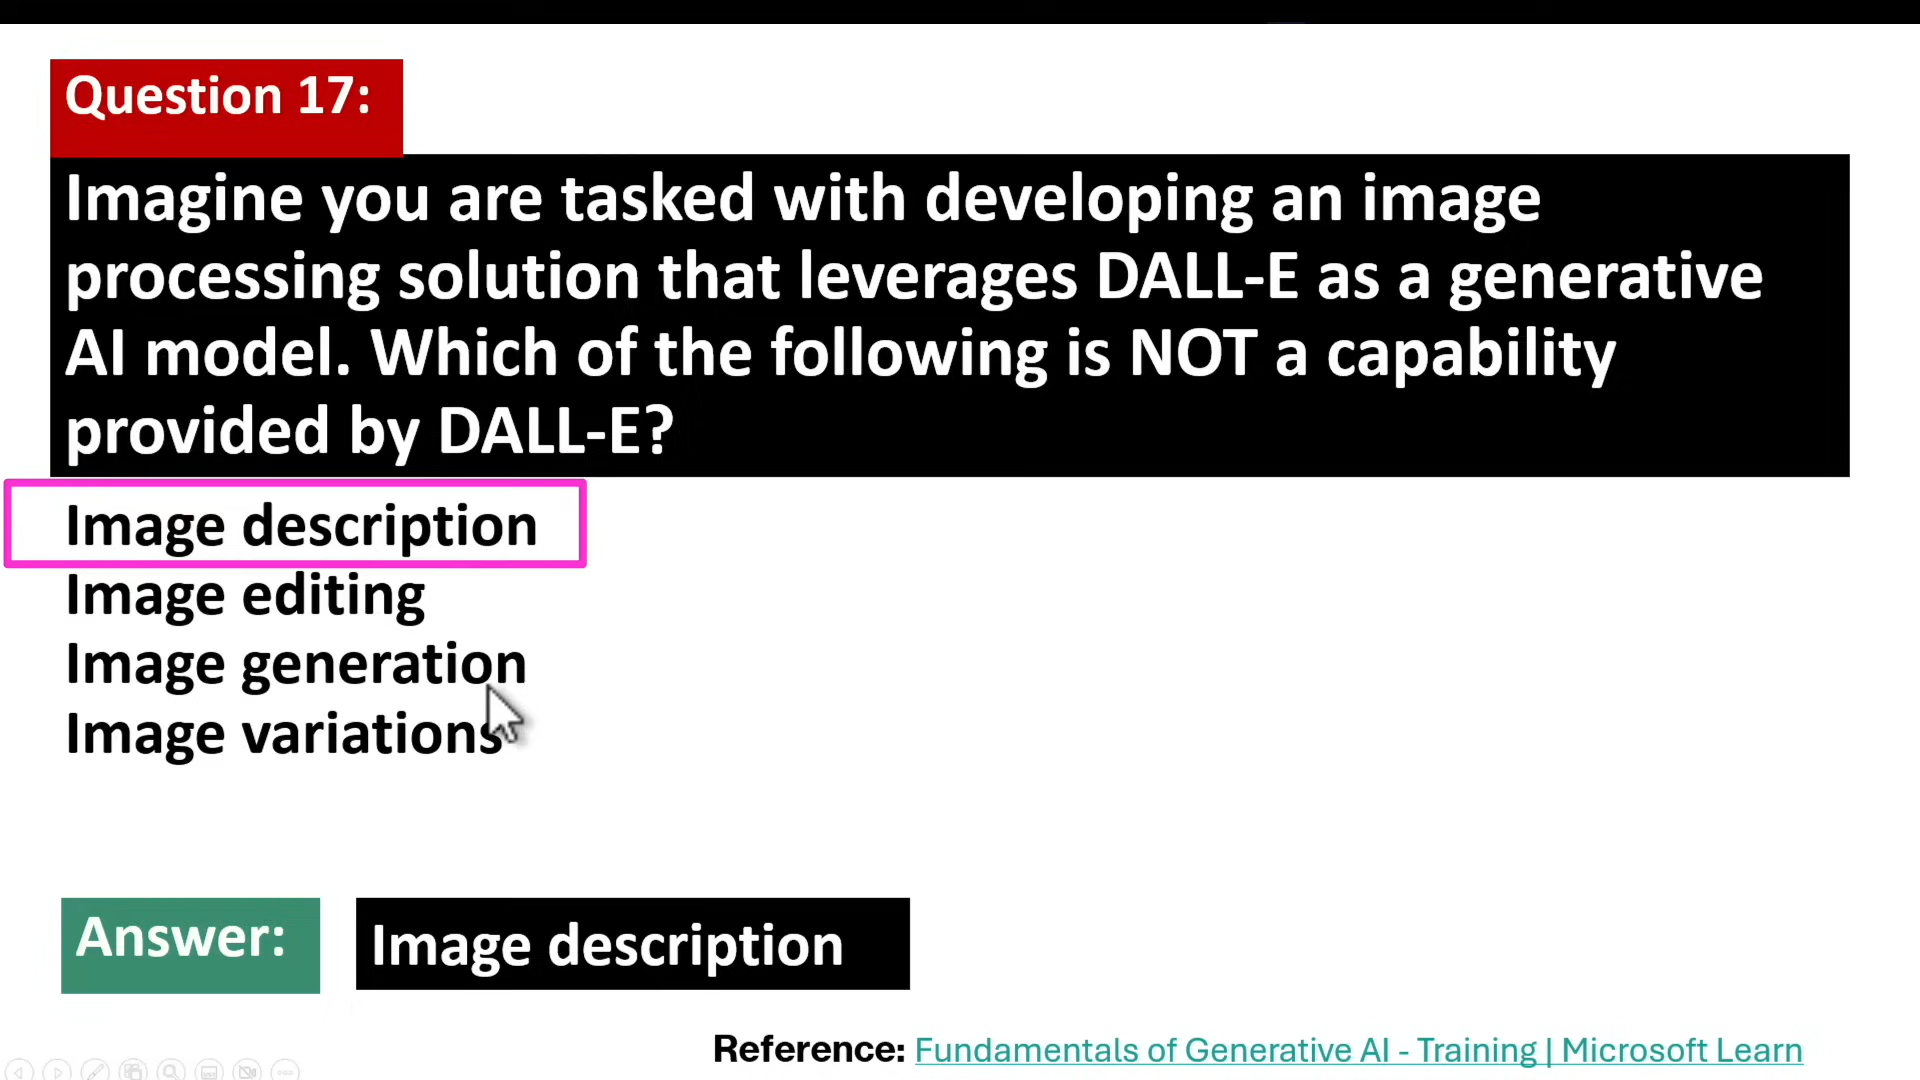 Question 17:
Imagine you are tasked with developing an image
processing solution that leverages DALL-E as a generative
AI model. Which of the following is NOT a capability
provided by DALL-E?
Image description
Image editing
Image generation
Image variations
Answer:
Image description
Reference: Fundamentals of Generative AI - Training | Microsoft Learn